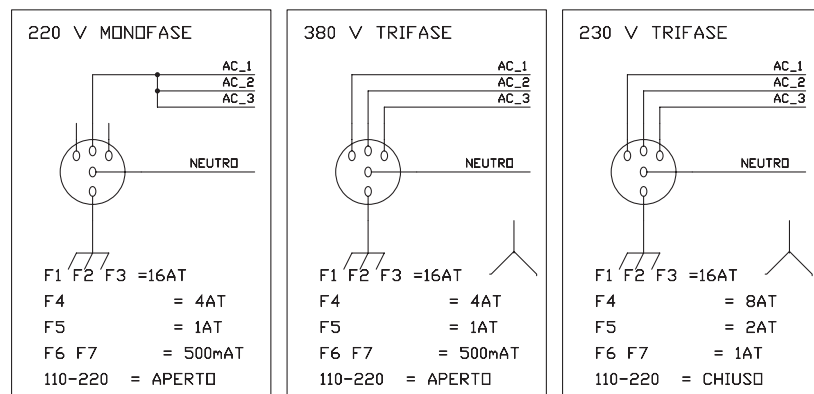 220 V MONOFASE
AC_1
AC_2
AC_3
NEUTRO
F1 F2 F3 =16AT
F4 = 4AT
F5 = 1AT
F6 F7 = 500mAT
110-220 = APERTO
380 V TRIFASE
AC_1
AC_2
AC_3
NEUTRO
F1 F2 F3 =16AT
F4 = 4AT
F5 = 1AT
F6 F7 = 500mAT
110-220 = APERTO
230 V TRIFASE
AC_1
AC_2
AC_3
NEUTRO
F1 F2 F3 =16AT
F4 = 8AT
F5 = 2AT
F6 F7 = 1AT
110-220 = CHIUSO